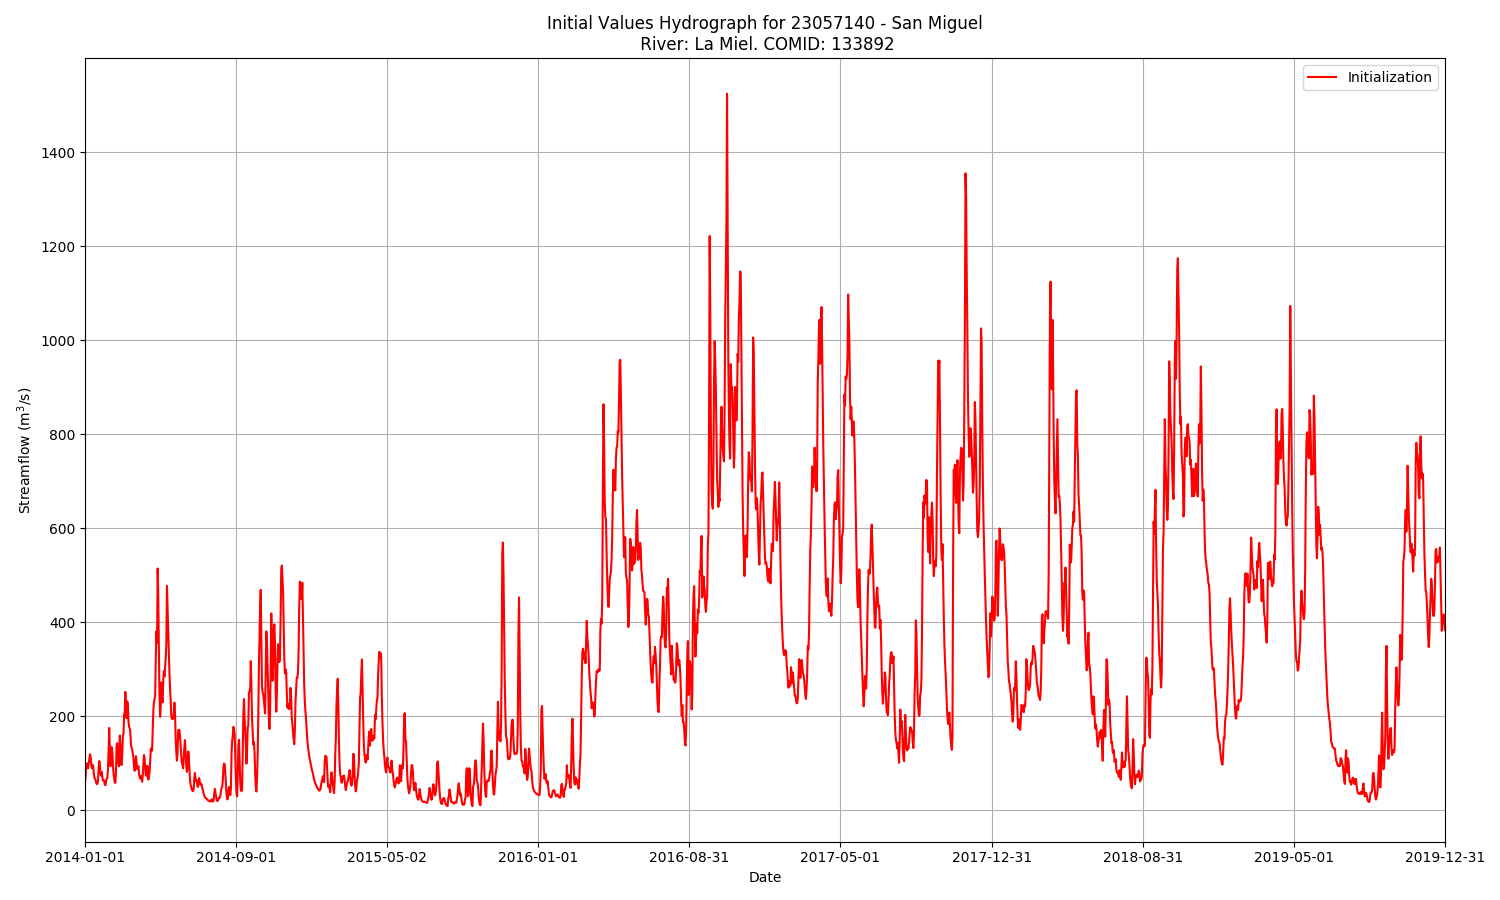 Initial Values Hydrograph for 23057140 - San Miguel
River: La Miel. COMID: 133892
Initialization
1400
1200
1000
800
600
400
200
0
Streamflow (m³/s)
2014-01-01 2014-09-01 2015-05-02 2016-01-01 2016-08-31 2017-05-01 2017-12-31 2018-08-31 2019-05-01 2019-12-31
Date